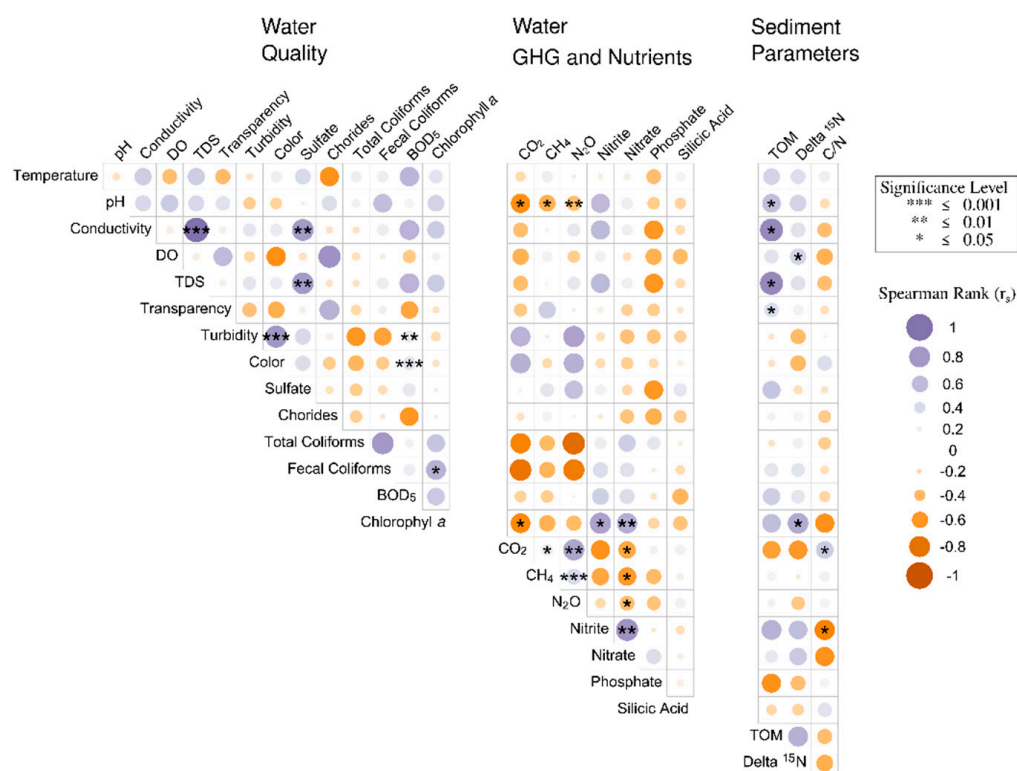 Water
Quality
Water
GHG and Nutrients
Sediment
Parameters
pH
Conductivity
DO
TDS
Transparency
Turbidity
Color
Sulfate
Chorides
Total Coliforms
Fecal Coliforms
BOD₅
Chlorophyll a
CO₂
CH₄
N₂O
Nitrite
Nitrate
Phosphate
Silicic Acid
TOM
Delta ¹⁵N
C/N
Temperature
pH
* * ** *
Conductivity
*** ** *
DO
*
TDS
** *
Transparency
*
Turbidity
*** **
Color
***
Sulfate
Chorides
Total Coliforms
Fecal Coliforms
*
BOD₅
Chlorophyl a
* * ** *
CO₂
* ** * *
CH₄
*** *
N₂O
*
Nitrite
** *
Nitrate
Phosphate
Silicic Acid
TOM
Delta ¹⁵N
Significance Level
*** ≤ 0.001
** ≤ 0.01
* ≤ 0.05
Spearman Rank (rₛ)
1
0.8
0.6
0.4
0.2
0
-0.2
-0.4
-0.6
-0.8
-1